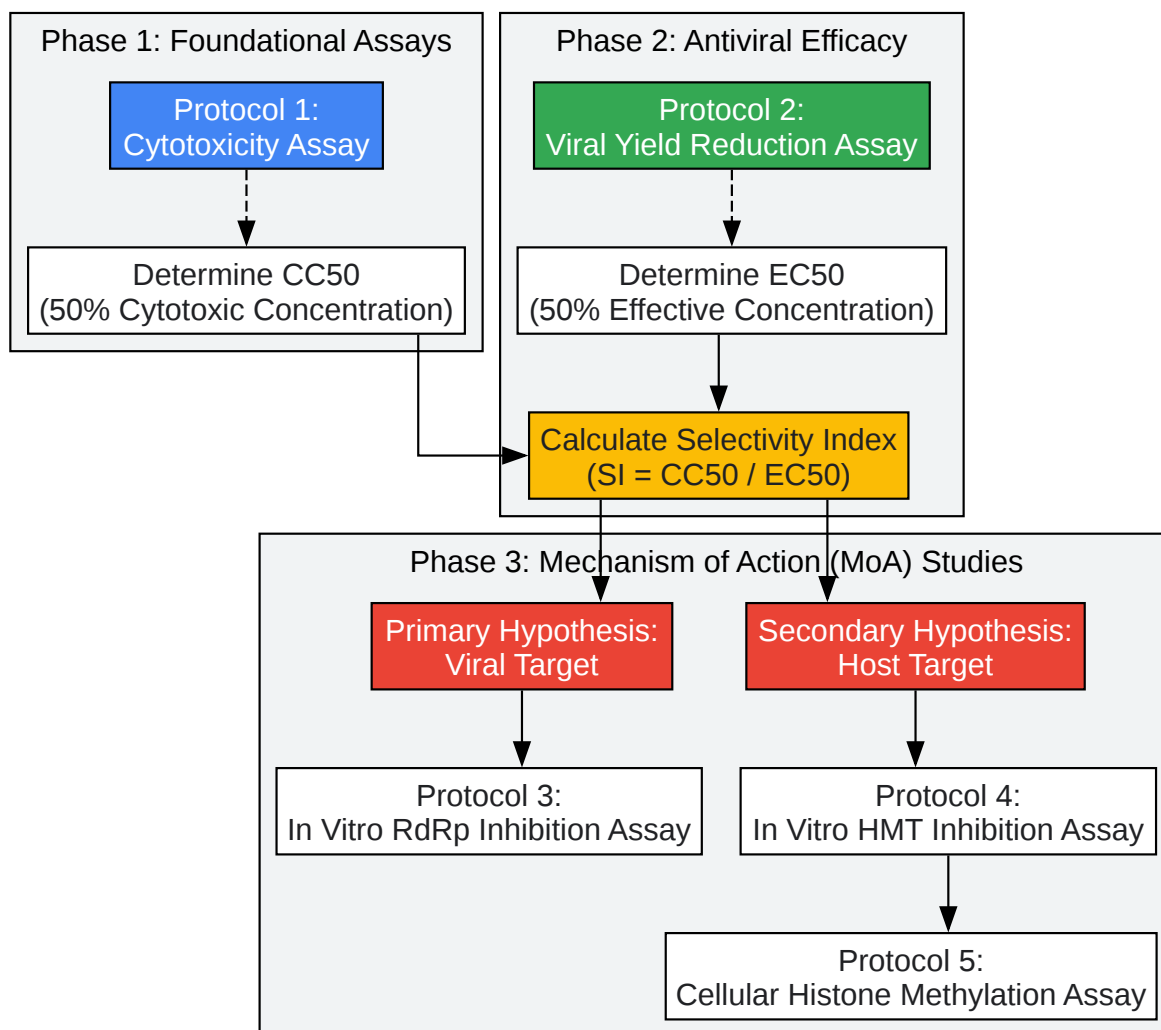 Phase 1: Foundational Assays
Protocol 1:
Cytotoxicity Assay
Determine CC50
(50% Cytotoxic Concentration)
Phase 2: Antiviral Efficacy
Protocol 2:
Viral Yield Reduction Assay
Determine EC50
(50% Effective Concentration)
Calculate Selectivity Index
(SI = CC50 / EC50)
Phase 3: Mechanism of Action (MoA) Studies
Primary Hypothesis:
Viral Target
Protocol 3:
In Vitro RdRp Inhibition Assay
Secondary Hypothesis:
Host Target
Protocol 4:
In Vitro HMT Inhibition Assay
Protocol 5:
Cellular Histone Methylation Assay